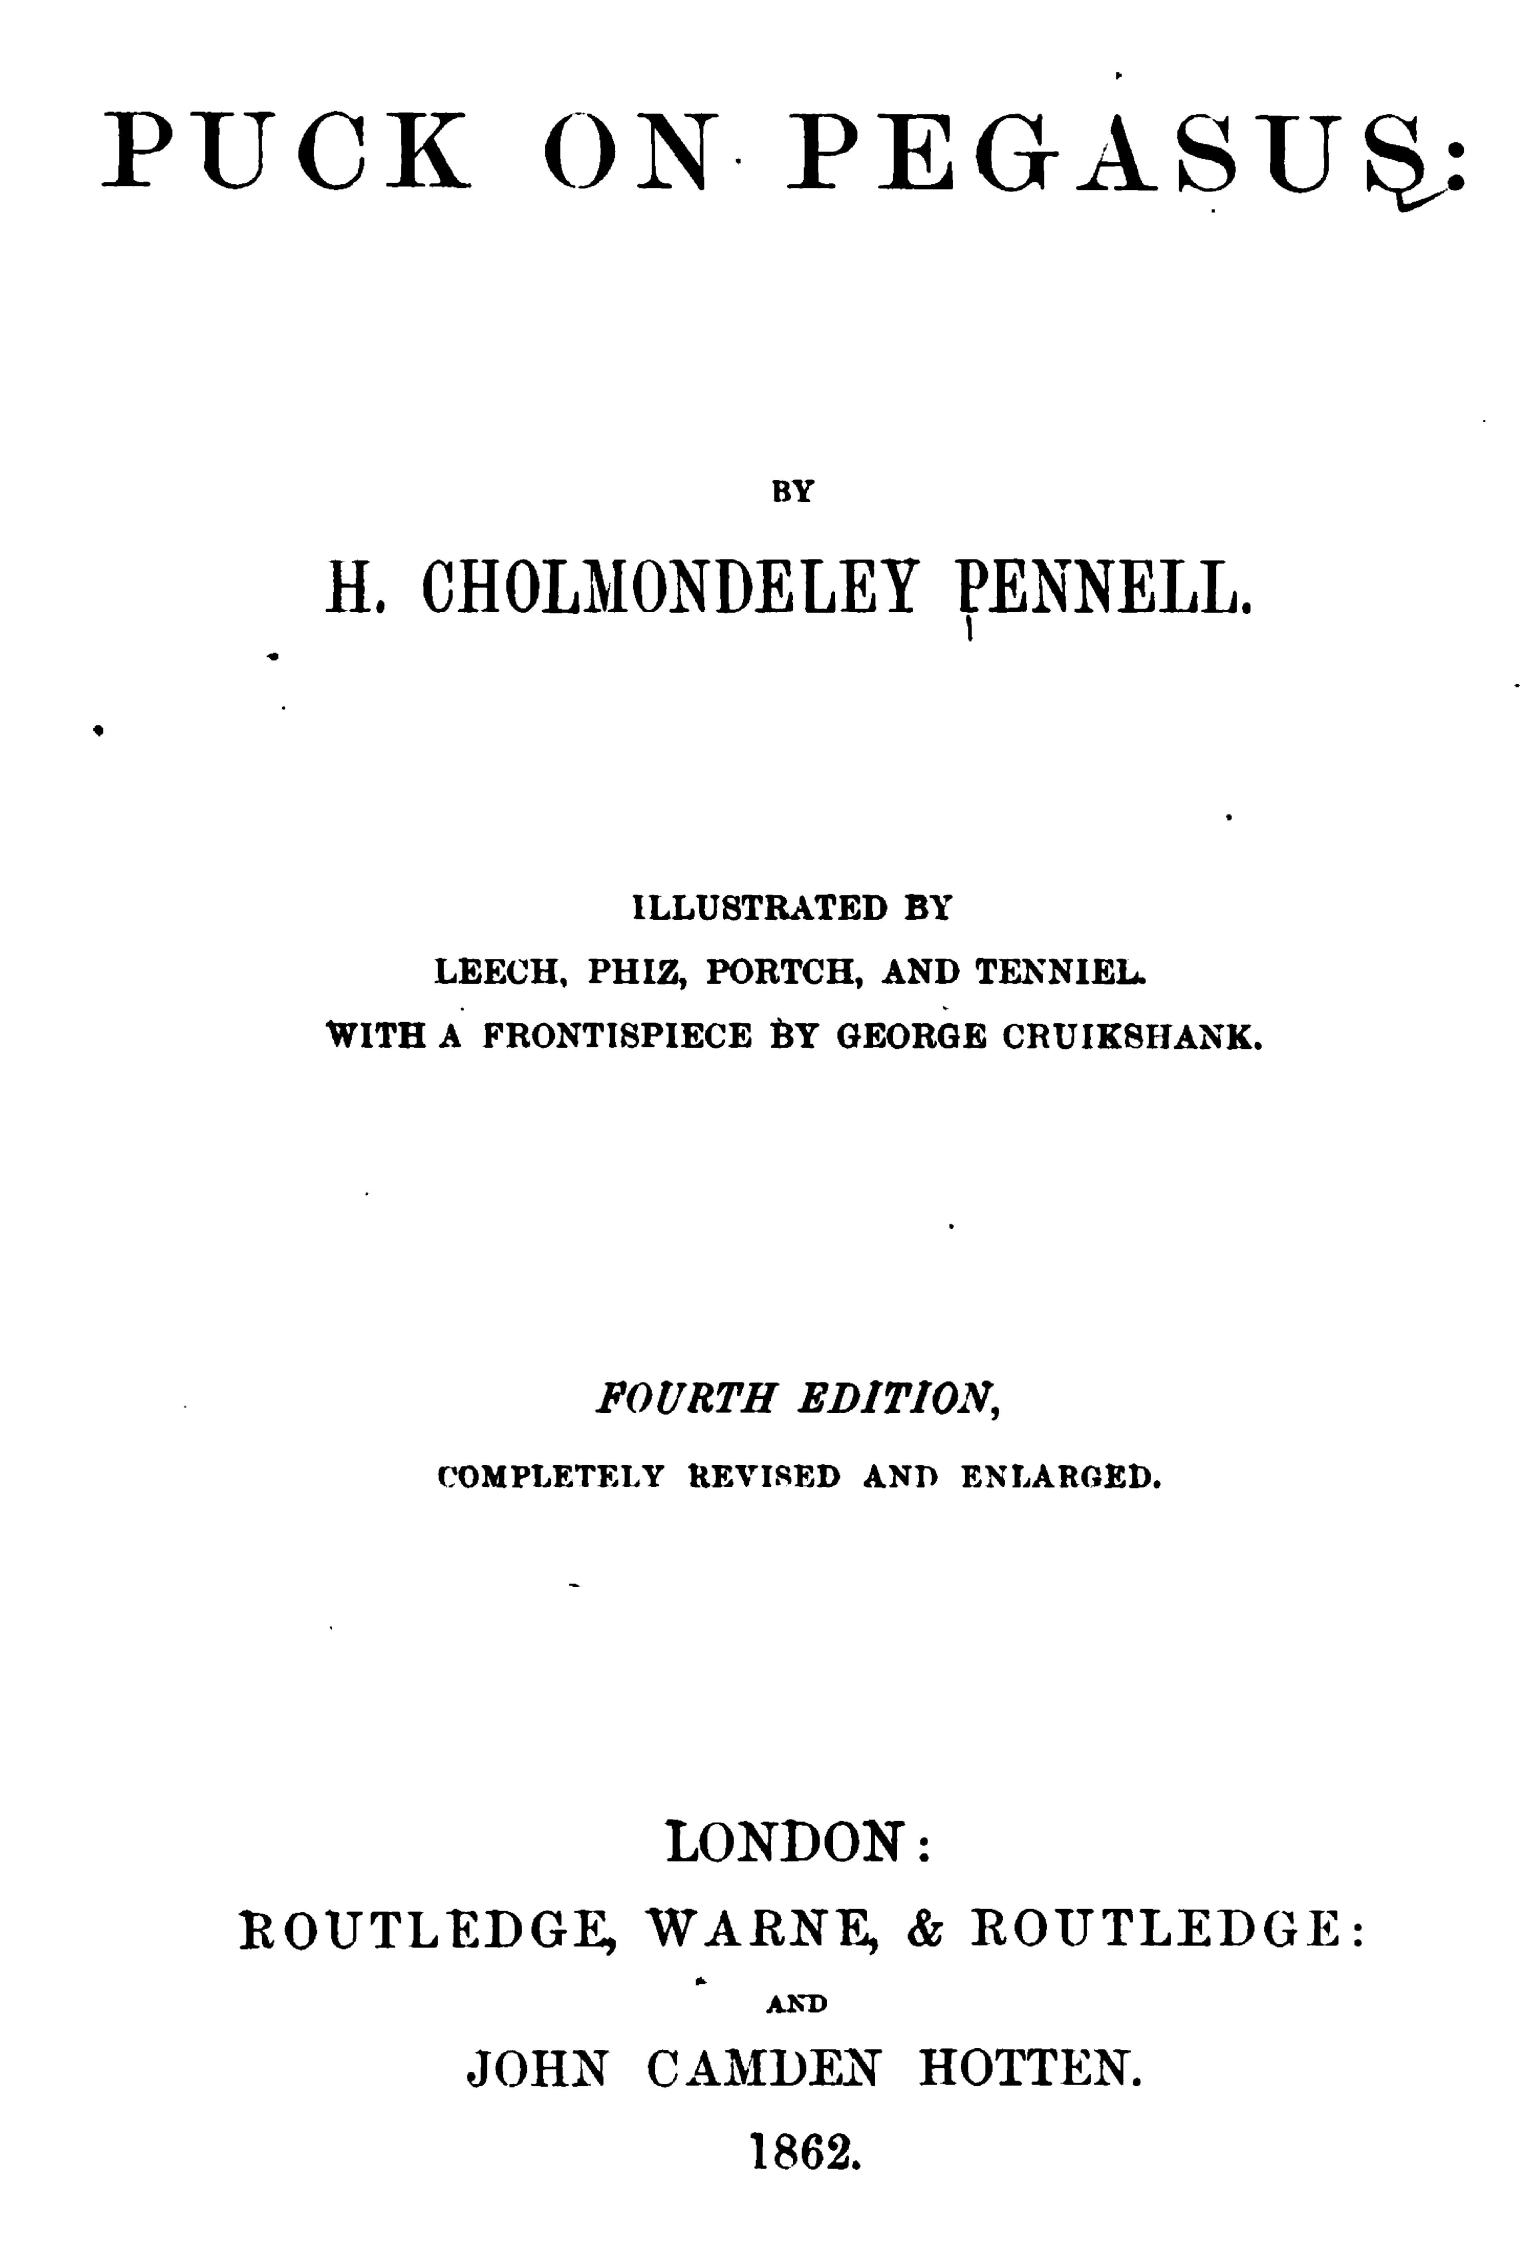 PUCK ON PEGASUS:
BY
H. CHOLMONDELEY PENNELL.
ILLUSTRATED BY
LEECH, PHIZ, PORTCH, AND TENNIEL.
WITH A FRONTISPIECE BY GEORGE CRUIKSHANK.
FOURTH EDITION,
COMPLETELY REVISED AND ENLARGED.
LONDON:
ROUTLEDGE, WARNE, & ROUTLEDGE:
AND
JOHN CAMDEN HOTTEN.
1862.